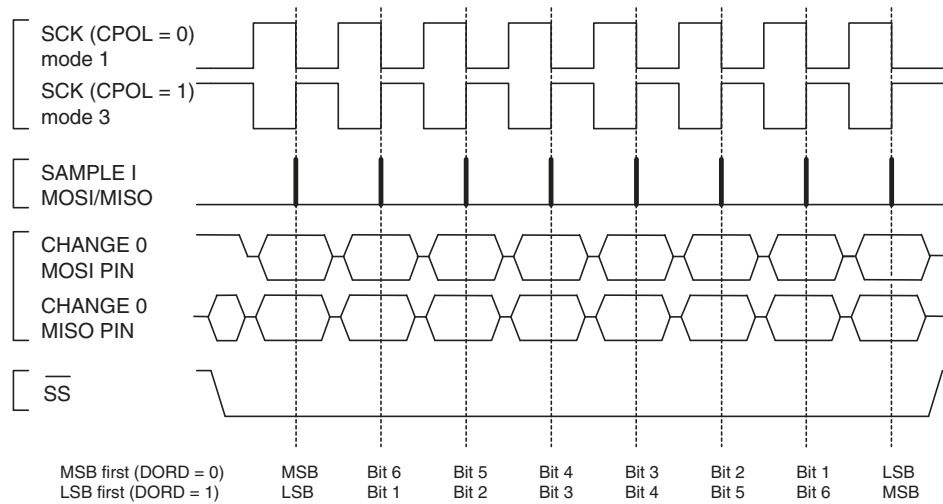 SCK (CPOL = 0)
mode 1
SCK (CPOL = 1)
mode 3
SAMPLE I
MOSI/MISO
CHANGE 0
MOSI PIN
CHANGE 0
MISO PIN
SS
MSB first (DORD = 0) MSB Bit 6 Bit 5 Bit 4 Bit 3 Bit 2 Bit 1 LSB
LSB first (DORD = 1) LSB Bit 1 Bit 2 Bit 3 Bit 4 Bit 5 Bit 6 MSB